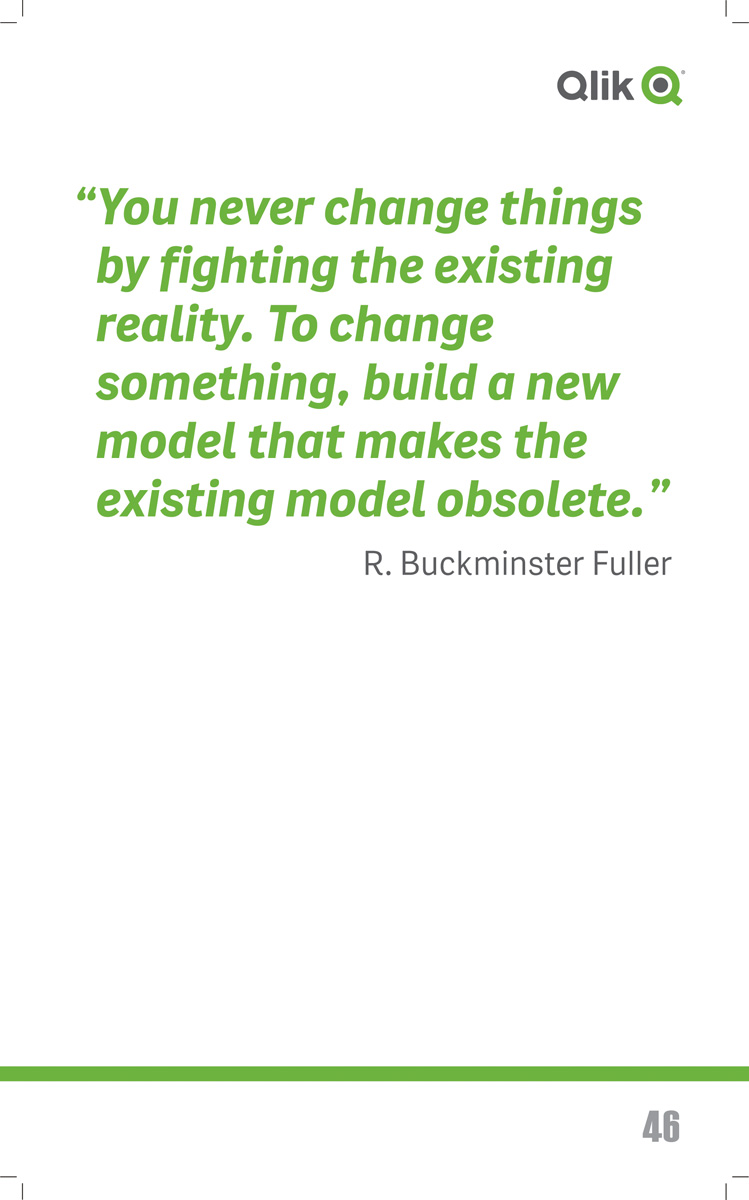 Qlik
“You never change things
by fighting the existing
reality. To change
something, build a new
model that makes the
existing model obsolete.”
R. Buckminster Fuller
46